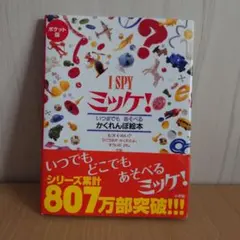 ポケット版
I SPY
ミッケ！
いつまでも あそべる
かくれんぼ絵本
いつでも
どこでも
あそべる
ミッケ！
シリーズ累計
807万部突破!!!